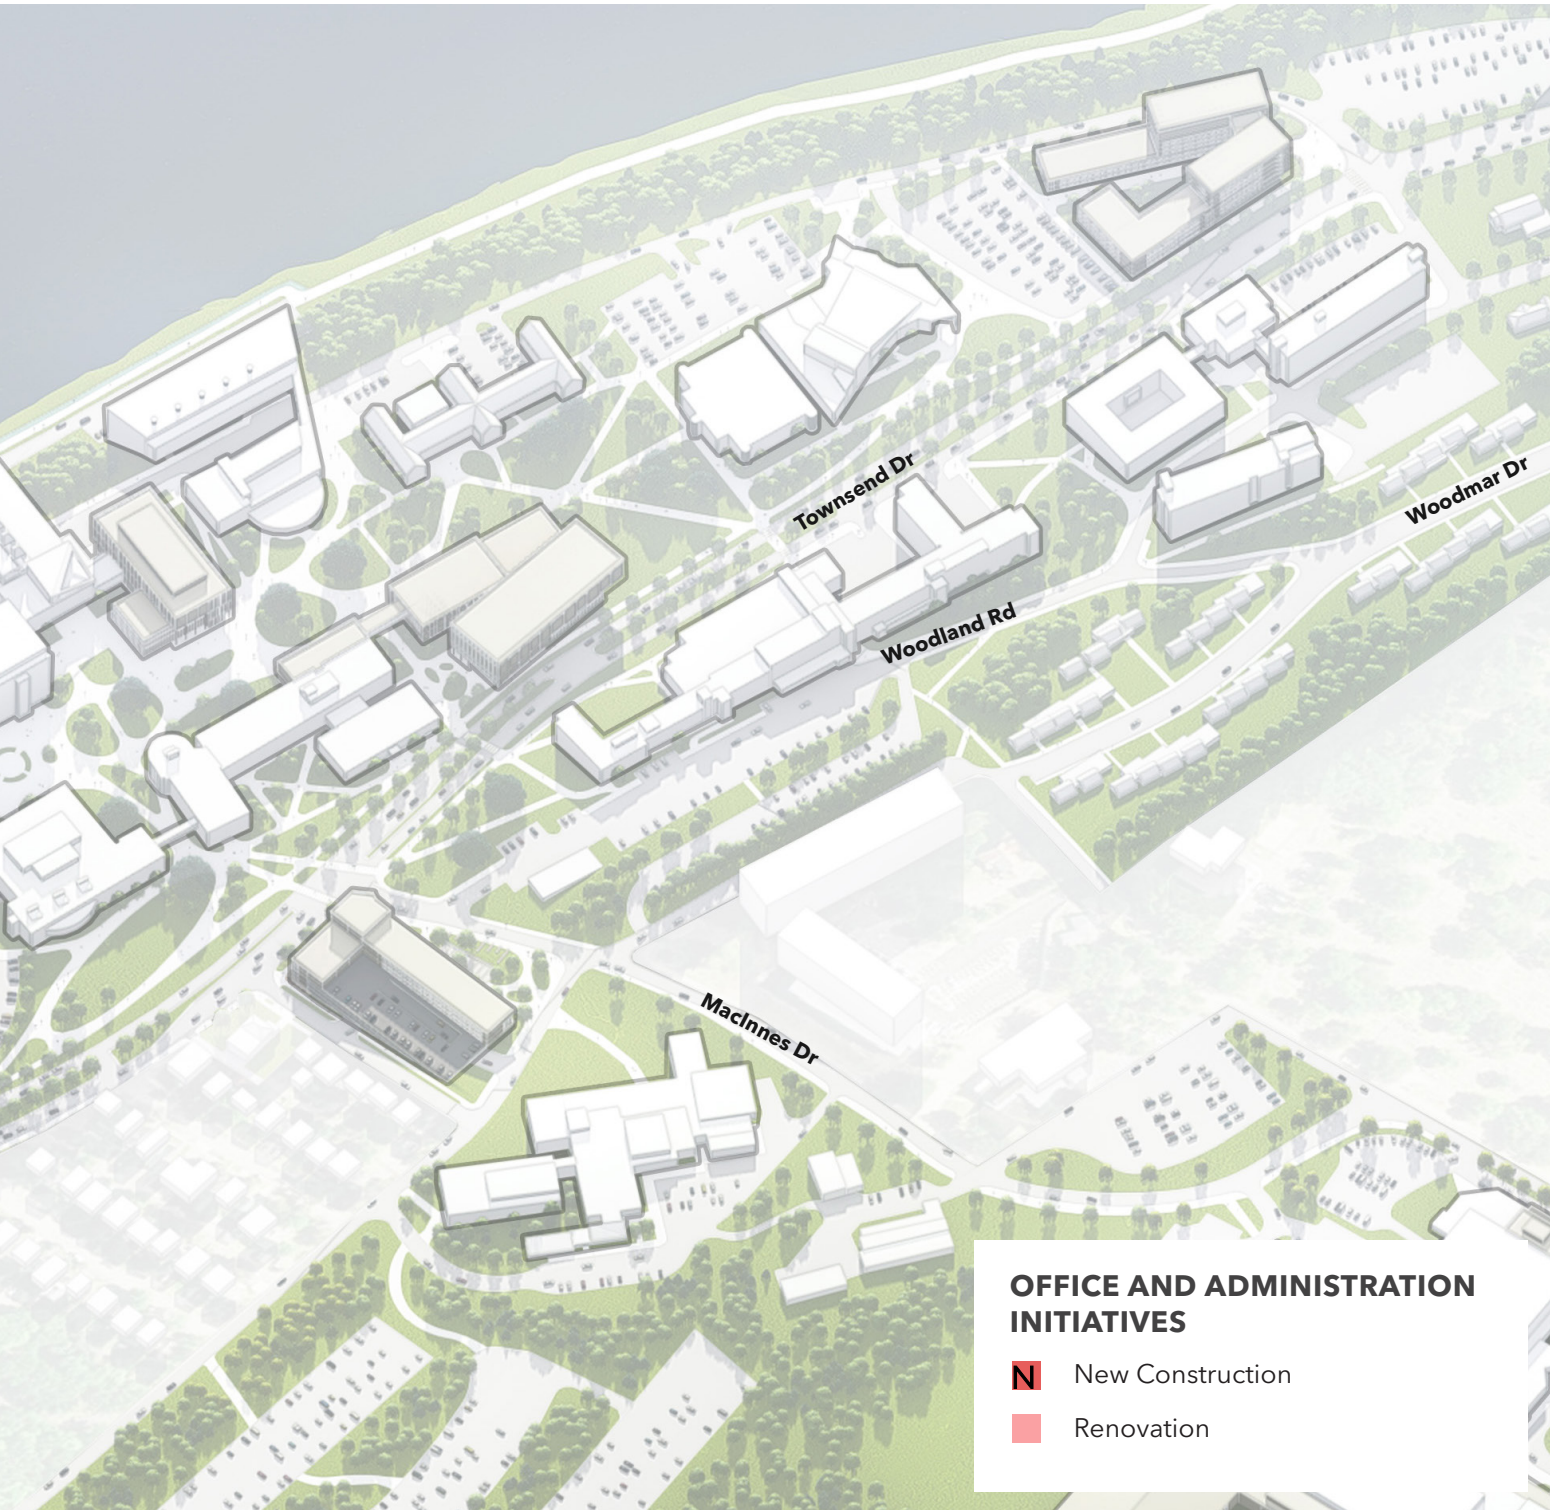 Townsend Dr
Woodmar Dr
Woodland Rd
MacInnes Dr
OFFICE AND ADMINISTRATION
INITIATIVES
N New Construction
Renovation